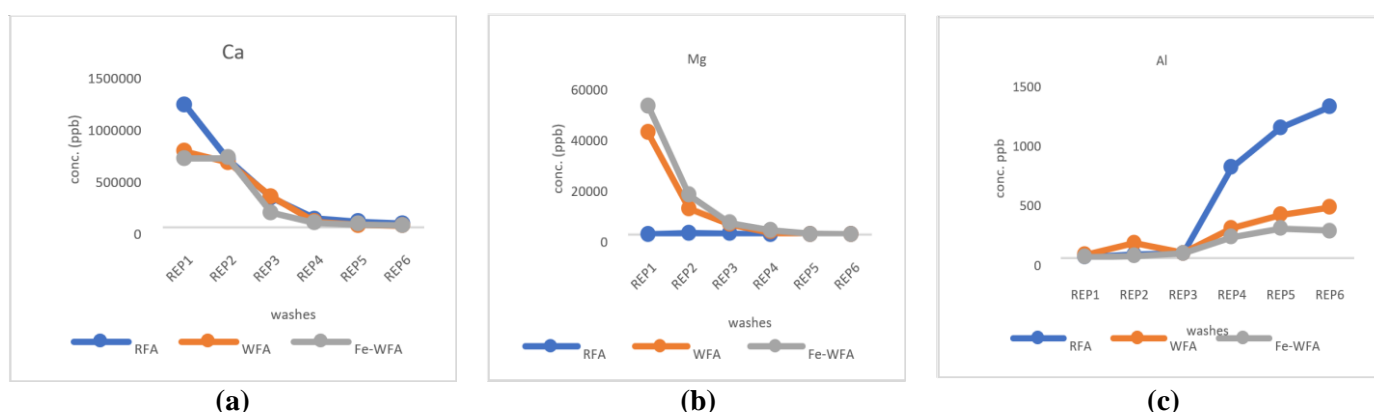 Ca
1500000
1000000
500000
0
conc. (ppb)
REP1
REP2
REP3
REP4
REP5
REP6
washes
RFA
WFA
Fe-WFA
(a)
Mg
60000
40000
20000
0
conc. (ppb)
REP1
REP2
REP3
REP4
REP5
REP6
washes
RFA
WFA
Fe-WFA
(b)
Al
1500
1000
500
0
conc. ppb
REP1
REP2
REP3
REP4
REP5
REP6
washes
RFA
WFA
Fe-WFA
(c)